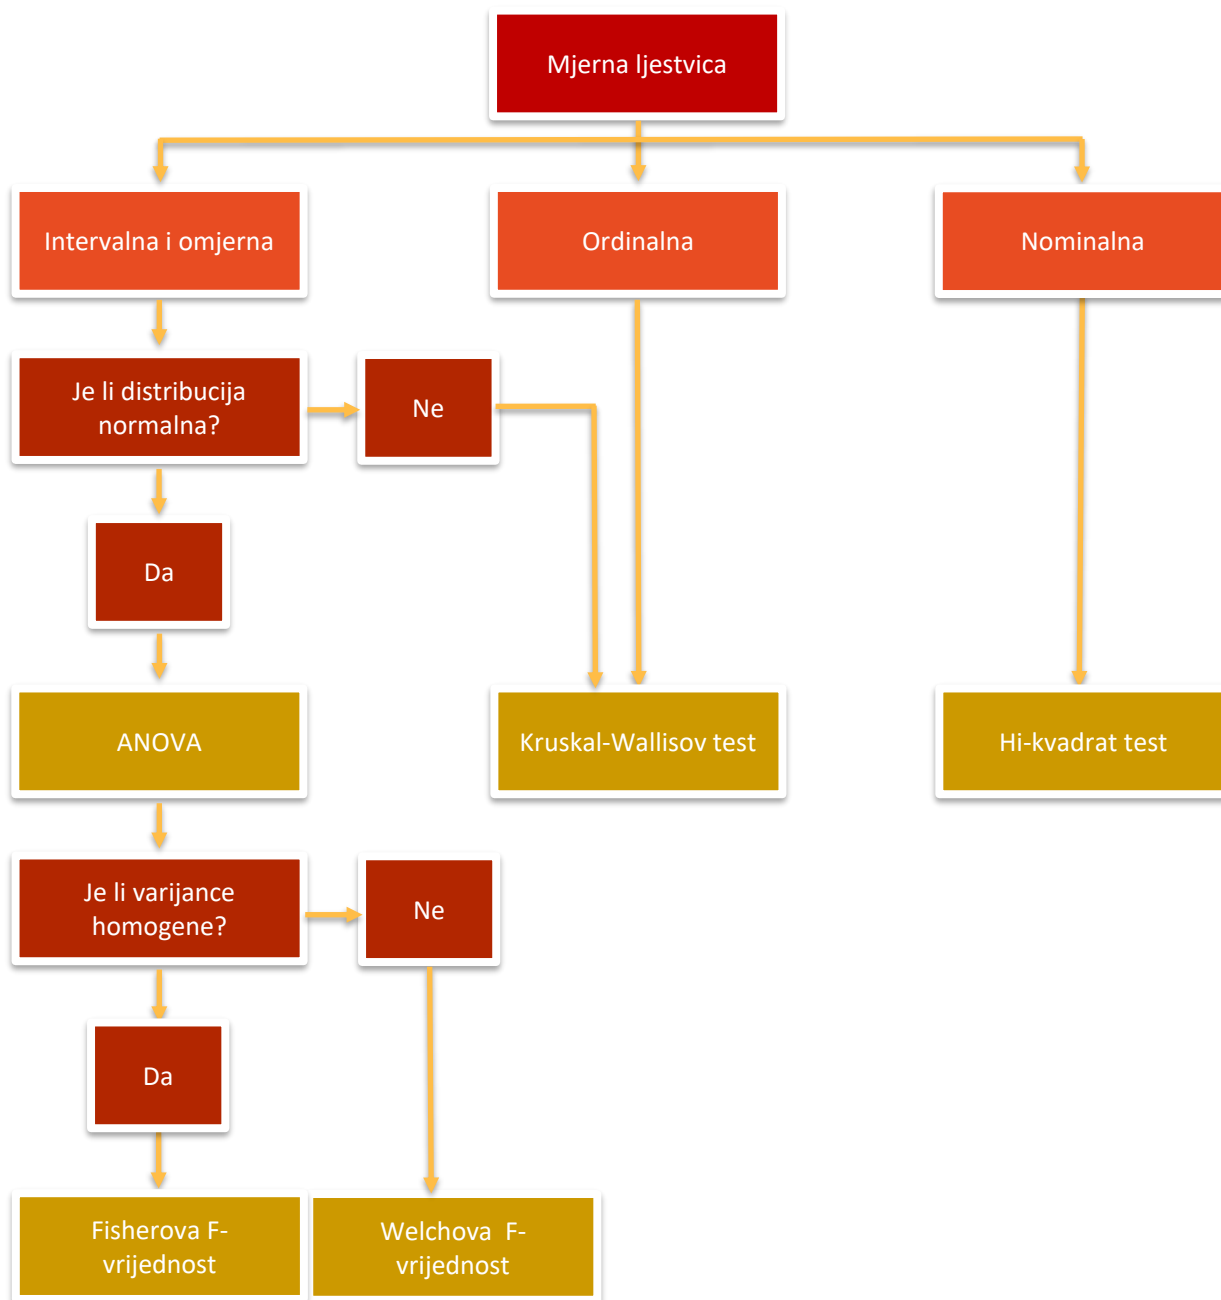 Mjerna ljestvica
Intervalna i omjerna
Ordinalna
Nominalna
Je li distribucija
normalna?
Ne
Da
ANOVA
Kruskal-Wallisov test
Hi-kvadrat test
Je li varijance
homogene?
Ne
Da
Fisherova F-
vrijednost
Welchova F-
vrijednost